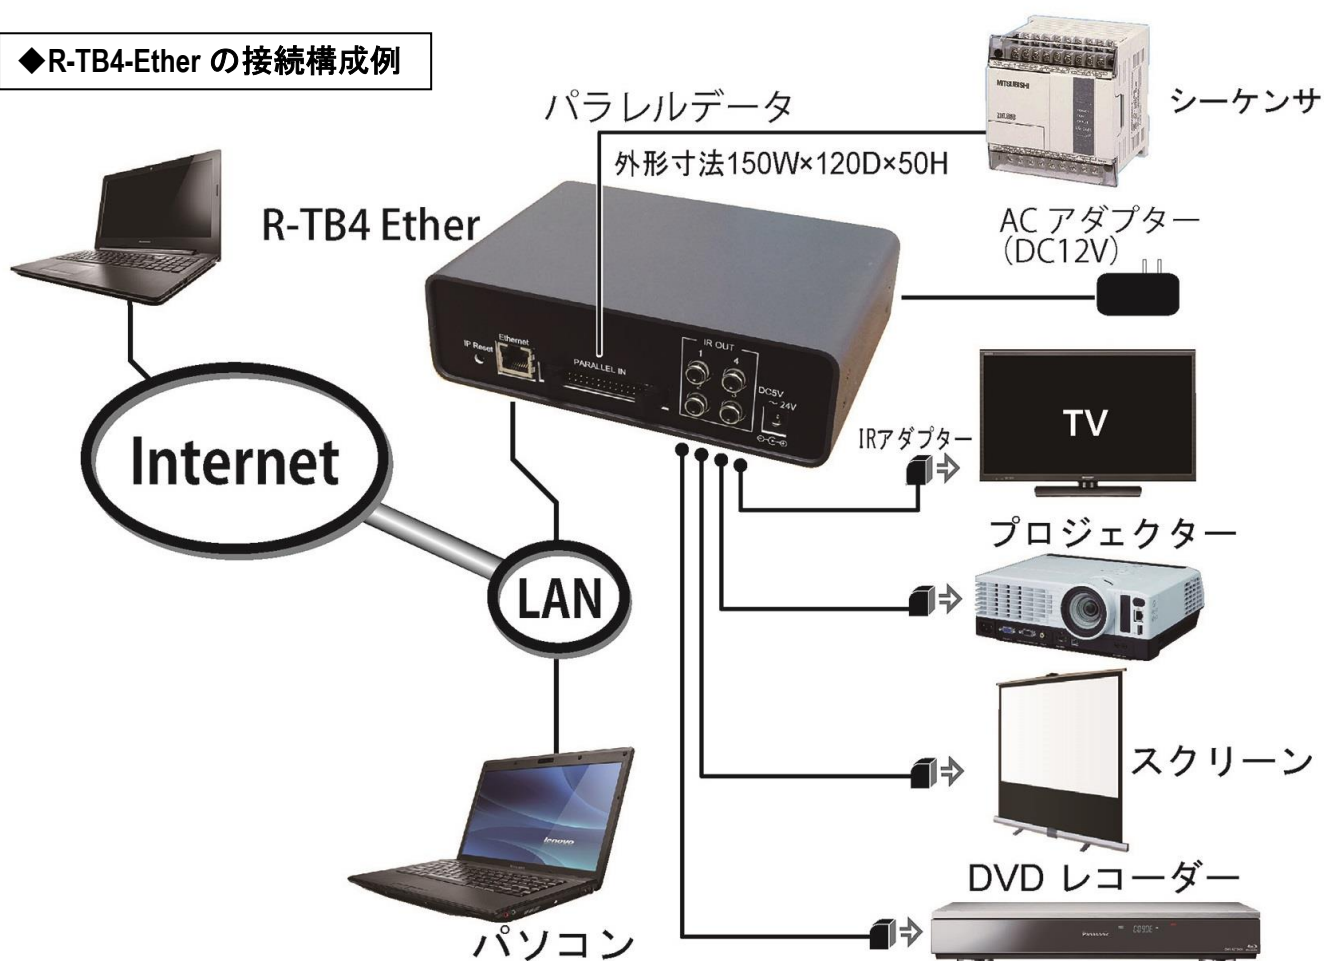 ◆R-TB4-Ether の接続構成例
パラレルデータ
シーケンサ
MITSUBISHI
外形寸法150W×120D×50H
R-TB4 Ether
AC アダプター
（DC12V）
IP Reset
Ethernet
PARALLEL IN
IR OUT
1 4
DC5V
～24V
IRアダプター
TV
Internet
プロジェクター
LAN
スクリーン
lenovo
DVD レコーダー
Panasonic
パソコン